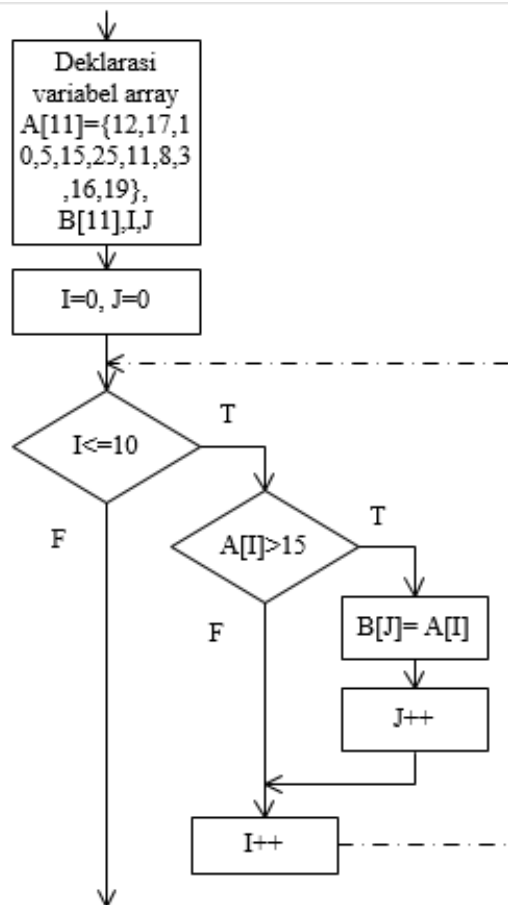 Deklarasi
variabel array
A[11]={12,17,1
0,5,15,25,11,8,3
,16,19},
B[11],I,J
I=0, J=0
I<=10
T
F
A[I]>15
T
F
B[J]= A[I]
J++
I++